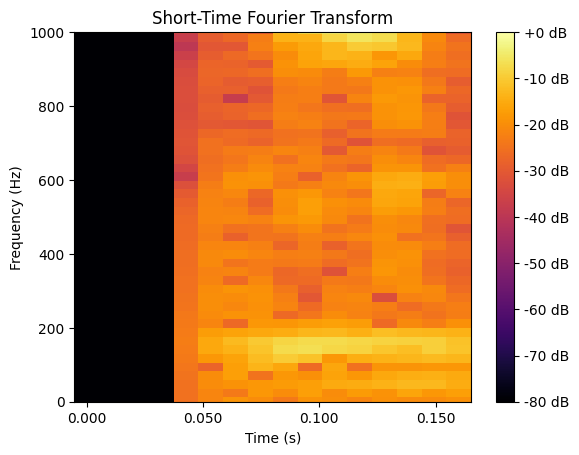 Short-Time Fourier Transform
1000
800
600
400
200
0
Frequency (Hz)
0.000
0.050
0.100
0.150
Time (s)
+0 dB
-10 dB
-20 dB
-30 dB
-40 dB
-50 dB
-60 dB
-70 dB
-80 dB